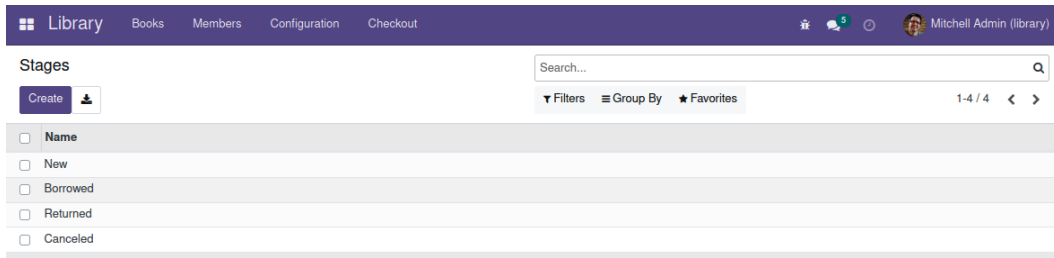 Library Books Members Configuration Checkout 5 Mitchell Admin (library)
Stages Search...
Create Filters Group By Favorites 1-4 / 4
Name
New
Borrowed
Returned
Canceled